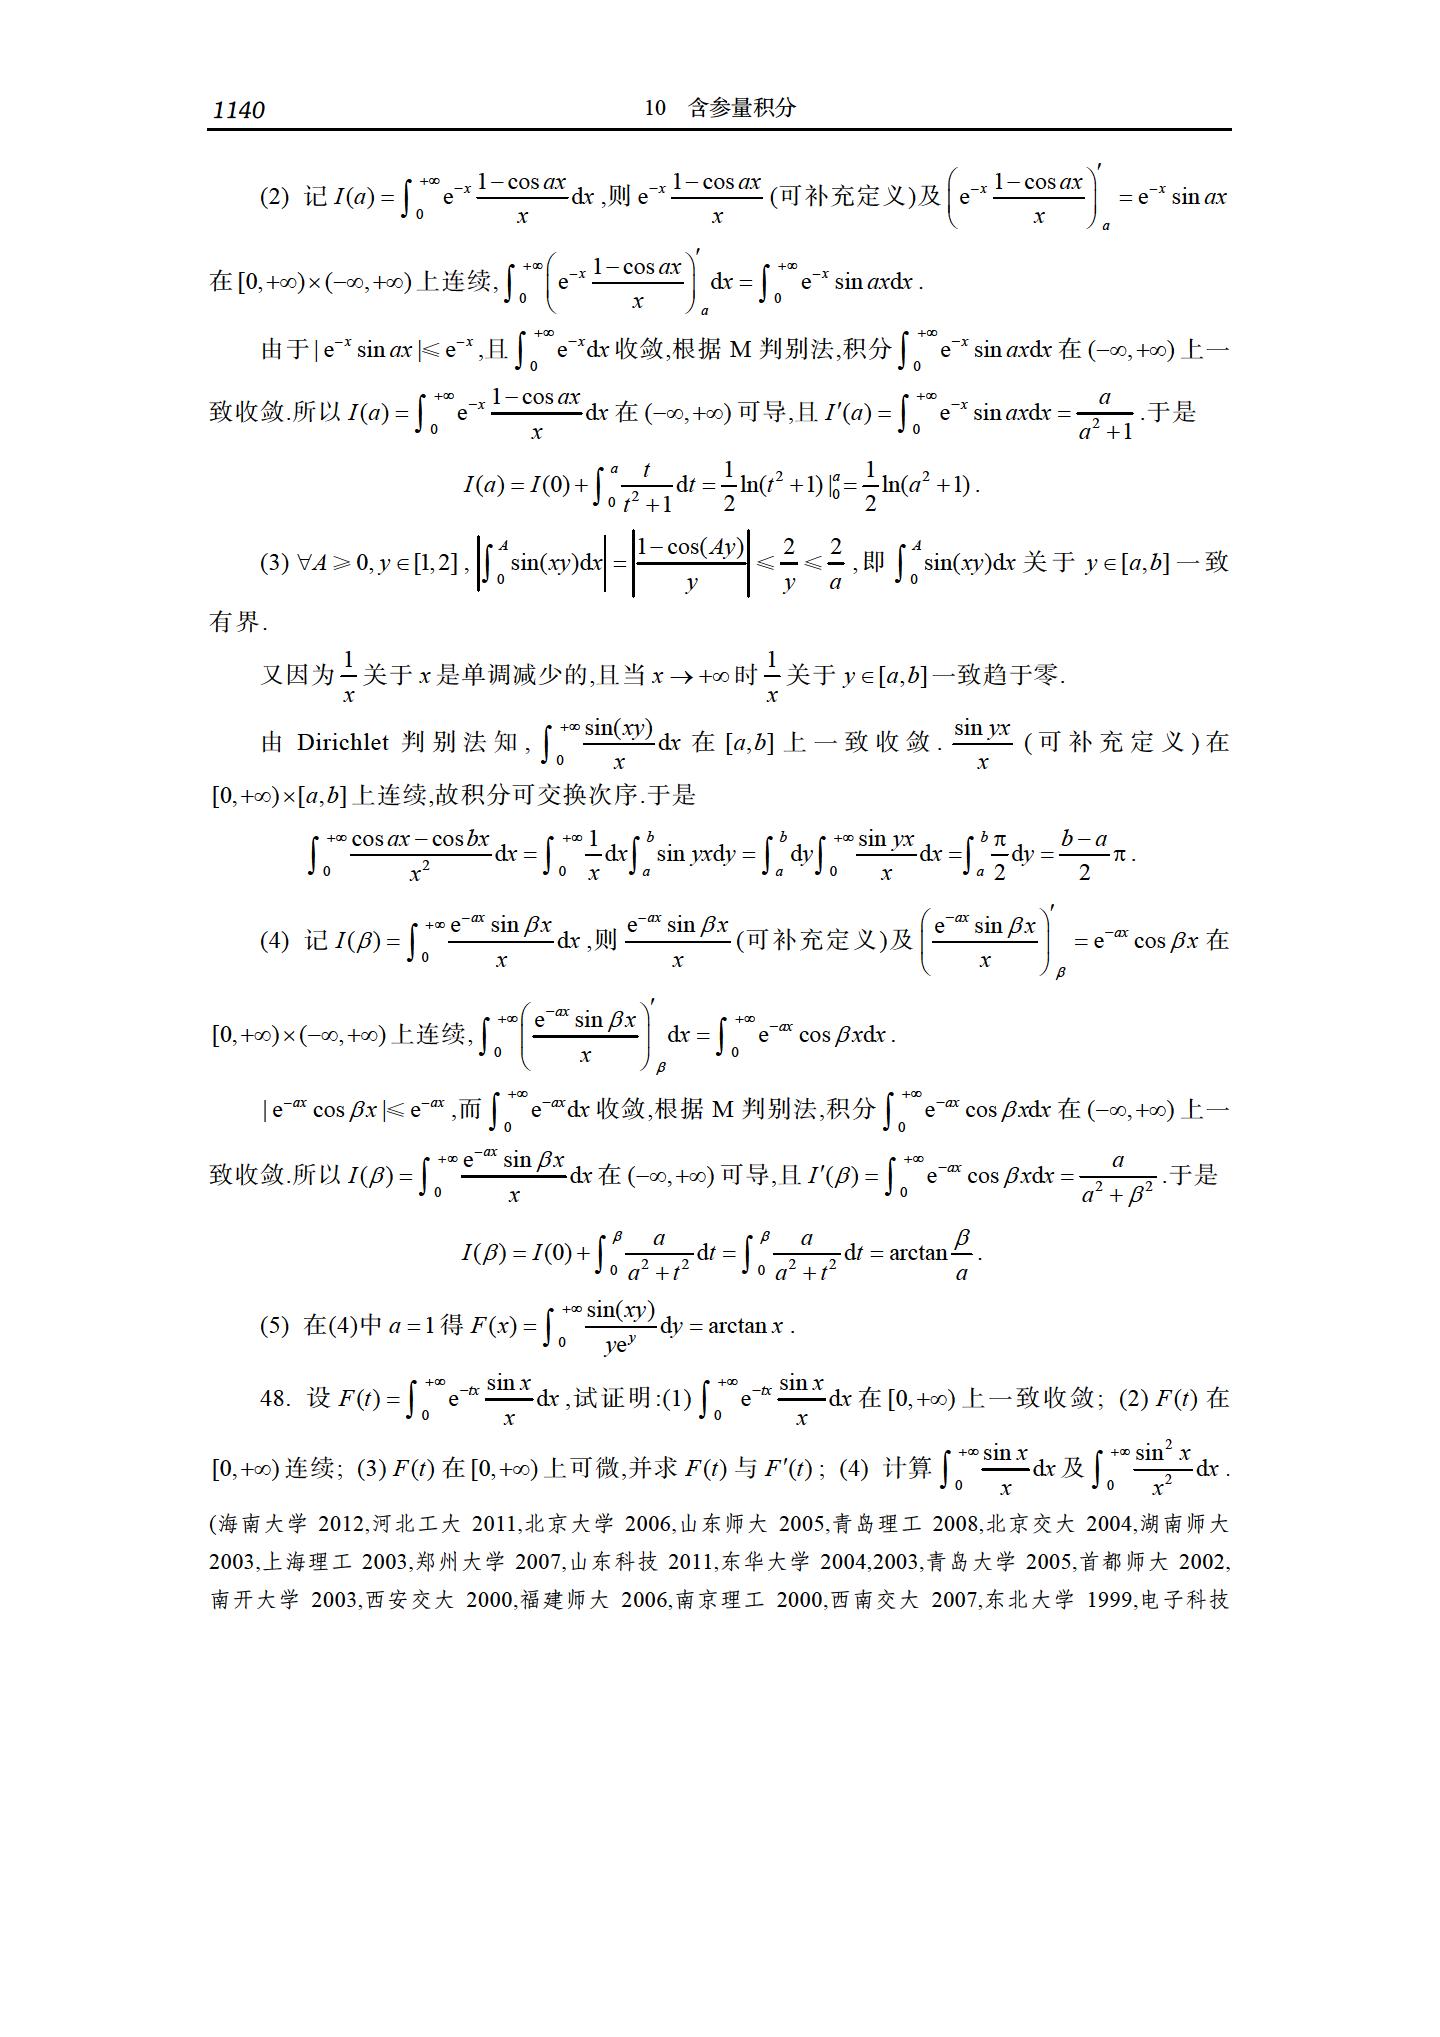 1140 10 含参量积分
(2) 记 $I(a)=\int_0^{+\infty} e^{-x}\frac{1-\cos ax}{x}dx$ ,则 $e^{-x}\frac{1-\cos ax}{x}$ (可补充定义)及 $\left(e^{-x}\frac{1-\cos ax}{x}\right)'_a=e^{-x}\sin ax$
在 $[0,+\infty)\times(-\infty,+\infty)$ 上连续, $\int_0^{+\infty}\left(e^{-x}\frac{1-\cos ax}{x}\right)'_a dx=\int_0^{+\infty}e^{-x}\sin axdx$ .
由于 $|e^{-x}\sin ax|\leqslant e^{-x}$ ,且 $\int_0^{+\infty}e^{-x}dx$ 收敛,根据 M 判别法,积分 $\int_0^{+\infty}e^{-x}\sin axdx$ 在 $(-\infty,+\infty)$ 上一
致收敛.所以 $I(a)=\int_0^{+\infty}e^{-x}\frac{1-\cos ax}{x}dx$ 在 $(-\infty,+\infty)$ 可导,且 $I'(a)=\int_0^{+\infty}e^{-x}\sin axdx=\frac{a}{a^2+1}$ .于是
$I(a)=I(0)+\int_0^a\frac{t}{t^2+1}dt=\frac{1}{2}\ln(t^2+1)|_0^a=\frac{1}{2}\ln(a^2+1)$ .
(3) $\forall A\geqslant 0,y\in[1,2]$ , $\left|\int_0^A\sin(xy)dx\right|=\left|\frac{1-\cos(Ay)}{y}\right|\leqslant\frac{2}{y}\leqslant\frac{2}{a}$ ,即 $\int_0^A\sin(xy)dx$ 关于 $y\in[a,b]$ 一致
有界.
又因为 $\frac{1}{x}$ 关于 $x$ 是单调减少的,且当 $x\to+\infty$ 时 $\frac{1}{x}$ 关于 $y\in[a,b]$ 一致趋于零.
由 Dirichlet 判别法知, $\int_0^{+\infty}\frac{\sin(xy)}{x}dx$ 在 $[a,b]$ 上一致收敛. $\frac{\sin yx}{x}$ (可补充定义)在
$[0,+\infty)\times[a,b]$ 上连续,故积分可交换次序.于是
$\int_0^{+\infty}\frac{\cos ax-\cos bx}{x^2}dx=\int_0^{+\infty}\frac{1}{x}dx\int_a^b\sin yxdy=\int_a^b dy\int_0^{+\infty}\frac{\sin yx}{x}dx=\int_a^b\frac{\pi}{2}dy=\frac{b-a}{2}\pi$ .
(4) 记 $I(\beta)=\int_0^{+\infty}\frac{e^{-ax}\sin\beta x}{x}dx$ ,则 $\frac{e^{-ax}\sin\beta x}{x}$ (可补充定义)及 $\left(\frac{e^{-ax}\sin\beta x}{x}\right)'_\beta=e^{-ax}\cos\beta x$ 在
$[0,+\infty)\times(-\infty,+\infty)$ 上连续, $\int_0^{+\infty}\left(\frac{e^{-ax}\sin\beta x}{x}\right)'_\beta dx=\int_0^{+\infty}e^{-ax}\cos\beta xdx$ .
$|e^{-ax}\cos\beta x|\leqslant e^{-ax}$ ,而 $\int_0^{+\infty}e^{-ax}dx$ 收敛,根据 M 判别法,积分 $\int_0^{+\infty}e^{-ax}\cos\beta xdx$ 在 $(-\infty,+\infty)$ 上一
致收敛.所以 $I(\beta)=\int_0^{+\infty}\frac{e^{-ax}\sin\beta x}{x}dx$ 在 $(-\infty,+\infty)$ 可导,且 $I'(\beta)=\int_0^{+\infty}e^{-ax}\cos\beta xdx=\frac{a}{a^2+\beta^2}$ .于是
$I(\beta)=I(0)+\int_0^\beta\frac{a}{a^2+t^2}dt=\int_0^\beta\frac{a}{a^2+t^2}dt=\arctan\frac{\beta}{a}$ .
(5) 在(4)中 $a=1$ 得 $F(x)=\int_0^{+\infty}\frac{\sin(xy)}{ye^y}dy=\arctan x$ .
48. 设 $F(t)=\int_0^{+\infty}e^{-tx}\frac{\sin x}{x}dx$ ,试证明:(1) $\int_0^{+\infty}e^{-tx}\frac{\sin x}{x}dx$ 在 $[0,+\infty)$ 上一致收敛; (2) $F(t)$ 在
$[0,+\infty)$ 连续; (3) $F(t)$ 在 $[0,+\infty)$ 上可微,并求 $F(t)$ 与 $F'(t)$ ; (4) 计算 $\int_0^{+\infty}\frac{\sin x}{x}dx$ 及 $\int_0^{+\infty}\frac{\sin^2 x}{x^2}dx$ .
(海南大学 2012,河北工大 2011,北京大学 2006,山东师大 2005,青岛理工 2008,北京交大 2004,湖南师大
2003,上海理工 2003,郑州大学 2007,山东科技 2011,东华大学 2004,2003,青岛大学 2005,首都师大 2002,
南开大学 2003,西安交大 2000,福建师大 2006,南京理工 2000,西南交大 2007,东北大学 1999,电子科技